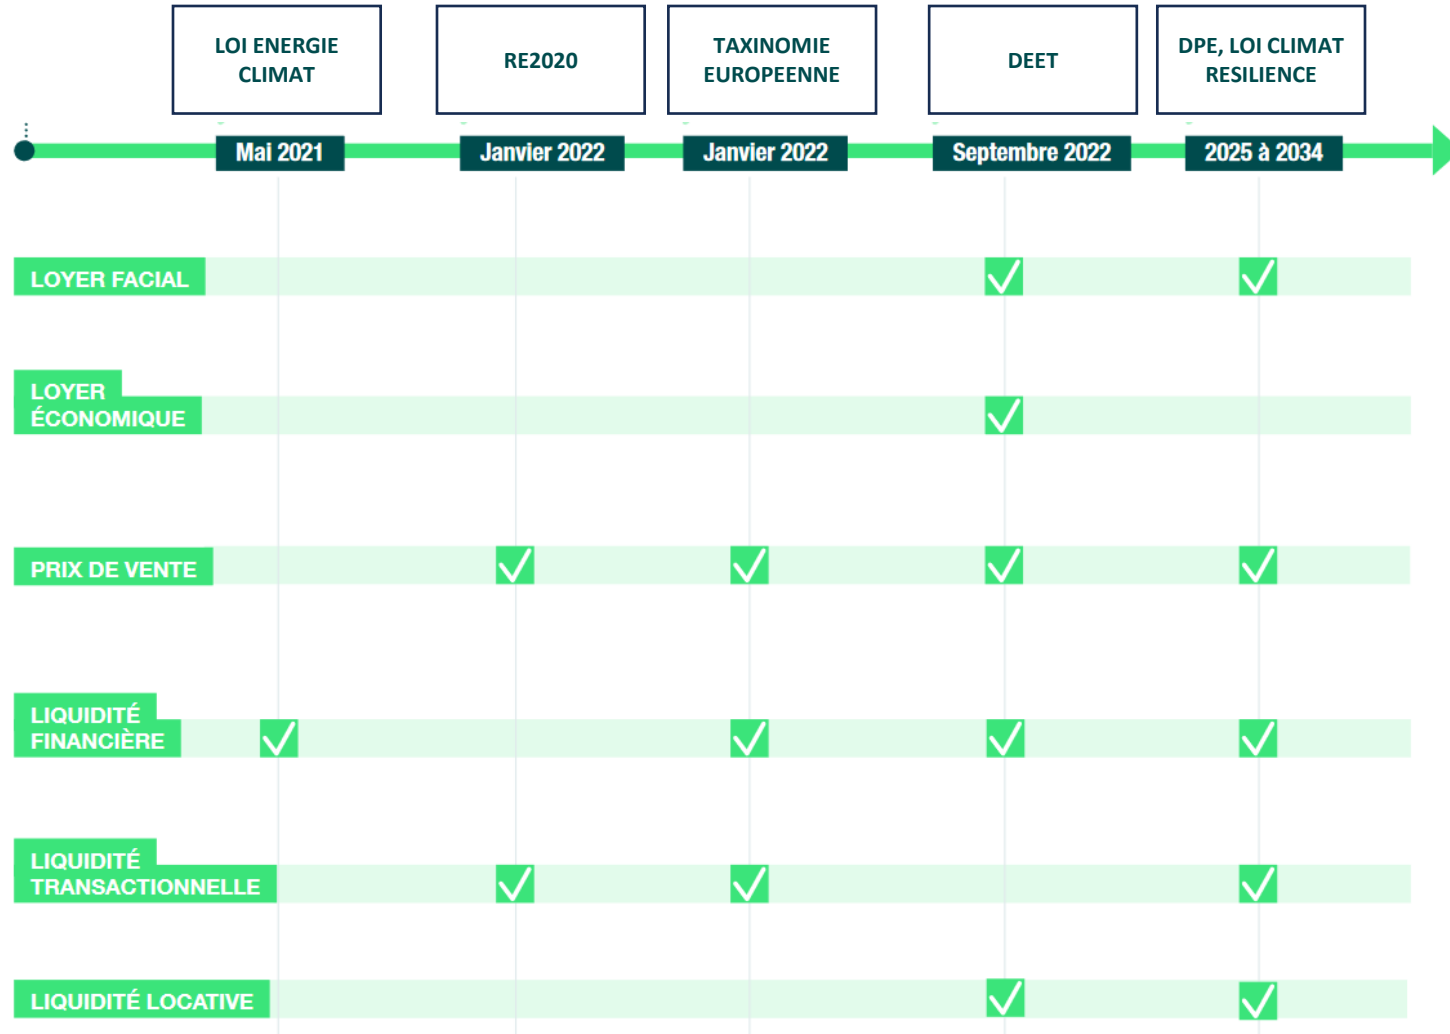 LOI ENERGIE
CLIMAT
RE2020
TAXINOMIE
EUROPEENNE
DEET
DPE, LOI CLIMAT
RESILIENCE
Mai 2021
Janvier 2022
Janvier 2022
Septembre 2022
2025 à 2034
LOYER FACIAL
LOYER
ÉCONOMIQUE
PRIX DE VENTE
LIQUIDITÉ
FINANCIÈRE
LIQUIDITÉ
TRANSACTIONNELLE
LIQUIDITÉ LOCATIVE